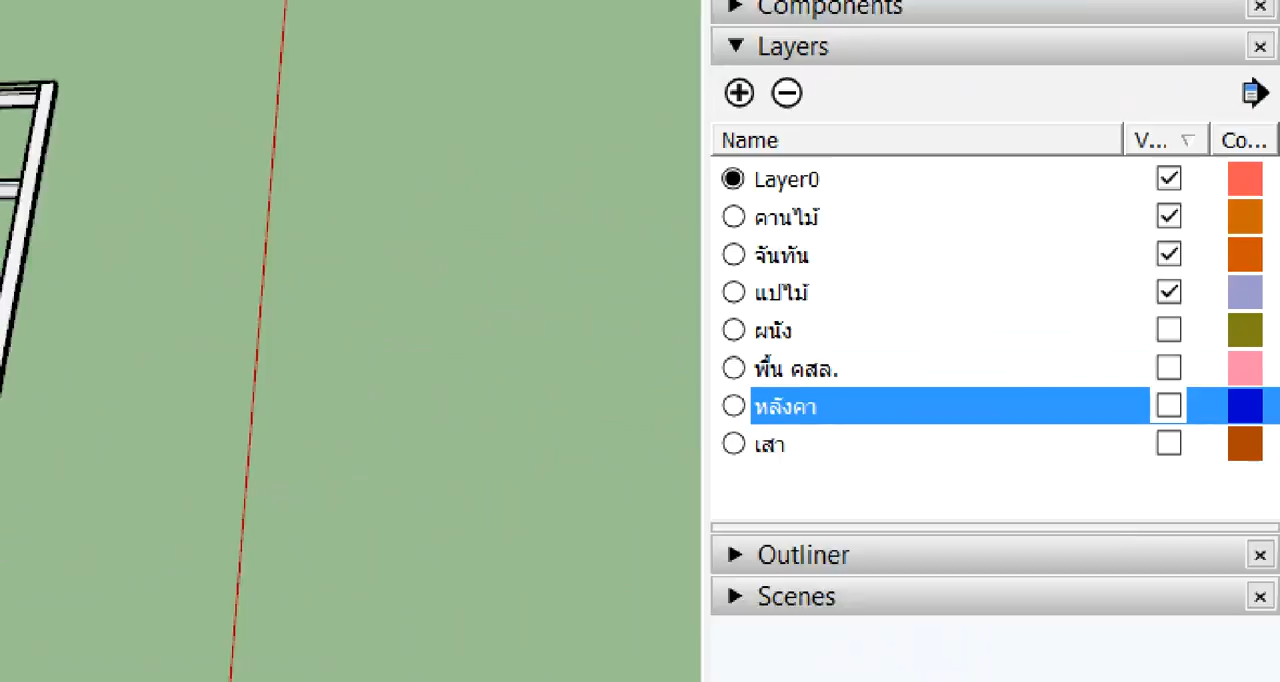 Components
Layers
Name V... Co...
Layer0
คานไม้
จันทัน
แปไม้
ผนัง
พื้น คสล.
หลังคา
เสา
Outliner
Scenes